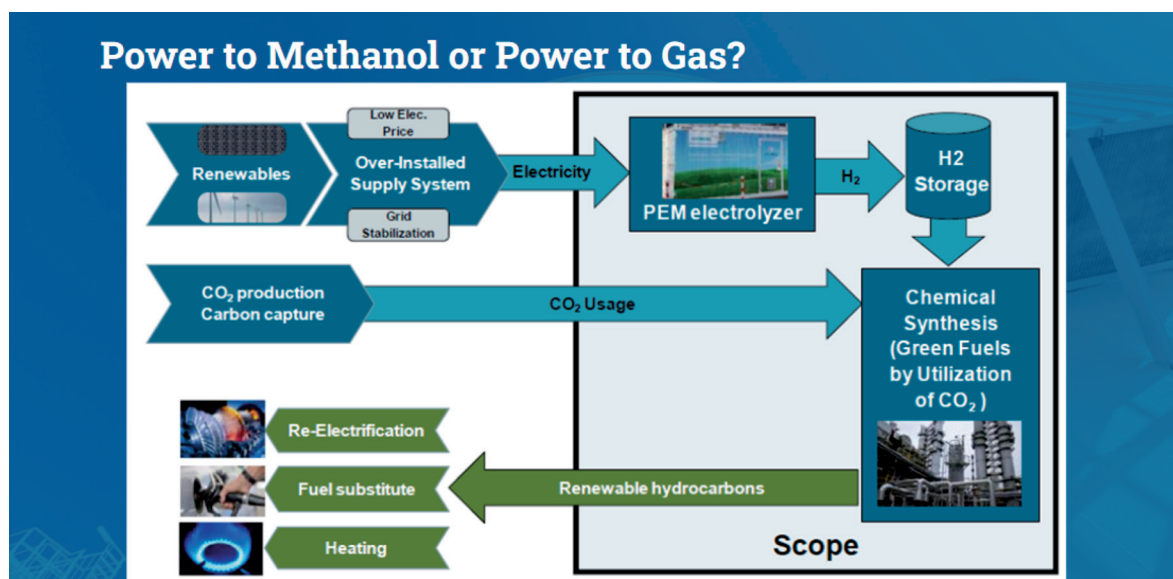 Power to Methanol or Power to Gas?
Low Elec.
Price
Renewables
Over-Installed
Supply System
Grid
Stabilization
Electricity
PEM electrolyzer
H₂
H2
Storage
CO₂ production
Carbon capture
CO₂ Usage
Chemical
Synthesis
(Green Fuels
by Utilization
of CO₂ )
Re-Electrification
Fuel substitute
Heating
Renewable hydrocarbons
Scope